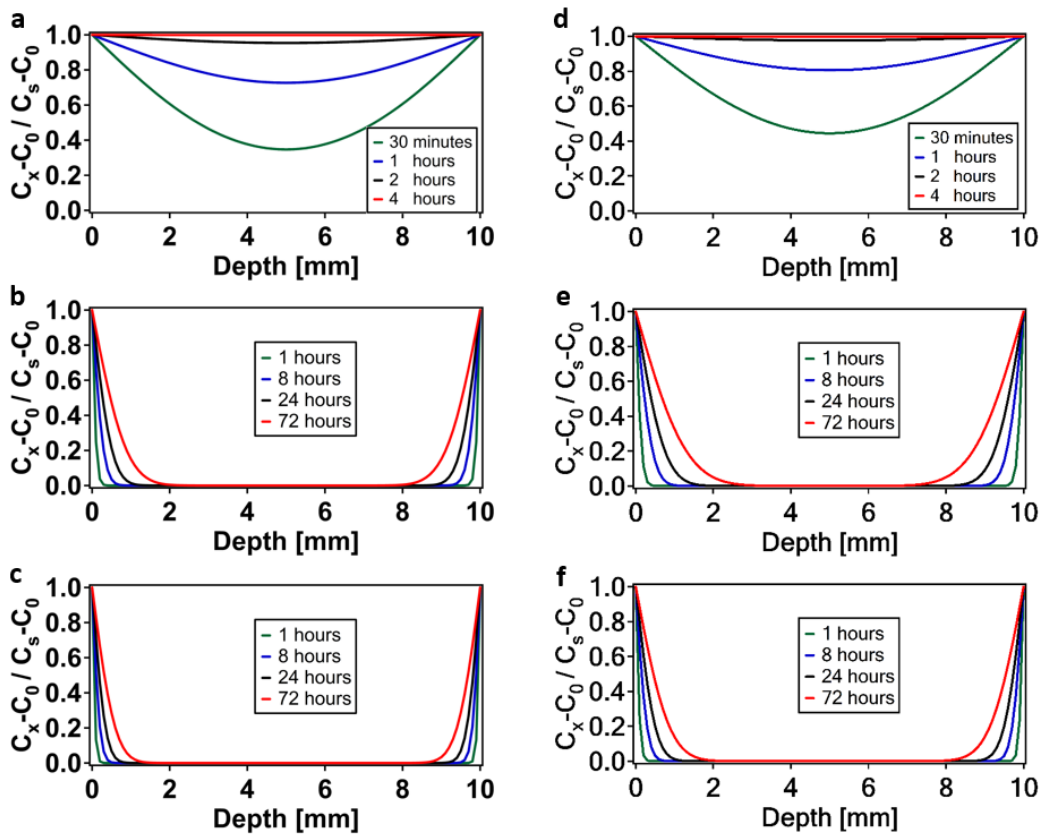 a
C_x-C_0 / C_s-C_0
1.0
0.8
0.6
0.4
0.2
0.0
30 minutes
1 hours
2 hours
4 hours
0 2 4 6 8 10
Depth [mm]
d
C_x-C_0 / C_s-C_0
1.0
0.8
0.6
0.4
0.2
0.0
30 minutes
1 hours
2 hours
4 hours
0 2 4 6 8 10
Depth [mm]
b
C_x-C_0 / C_s-C_0
1.0
0.8
0.6
0.4
0.2
0.0
1 hours
8 hours
24 hours
72 hours
0 2 4 6 8 10
Depth [mm]
e
C_x-C_0 / C_s-C_0
1.0
0.8
0.6
0.4
0.2
0.0
1 hours
8 hours
24 hours
72 hours
0 2 4 6 8 10
Depth [mm]
c
C_x-C_0 / C_s-C_0
1.0
0.8
0.6
0.4
0.2
0.0
1 hours
8 hours
24 hours
72 hours
0 2 4 6 8 10
Depth [mm]
f
C_x-C_0 / C_s-C_0
1.0
0.8
0.6
0.4
0.2
0.0
1 hours
8 hours
24 hours
72 hours
0 2 4 6 8 10
Depth [mm]